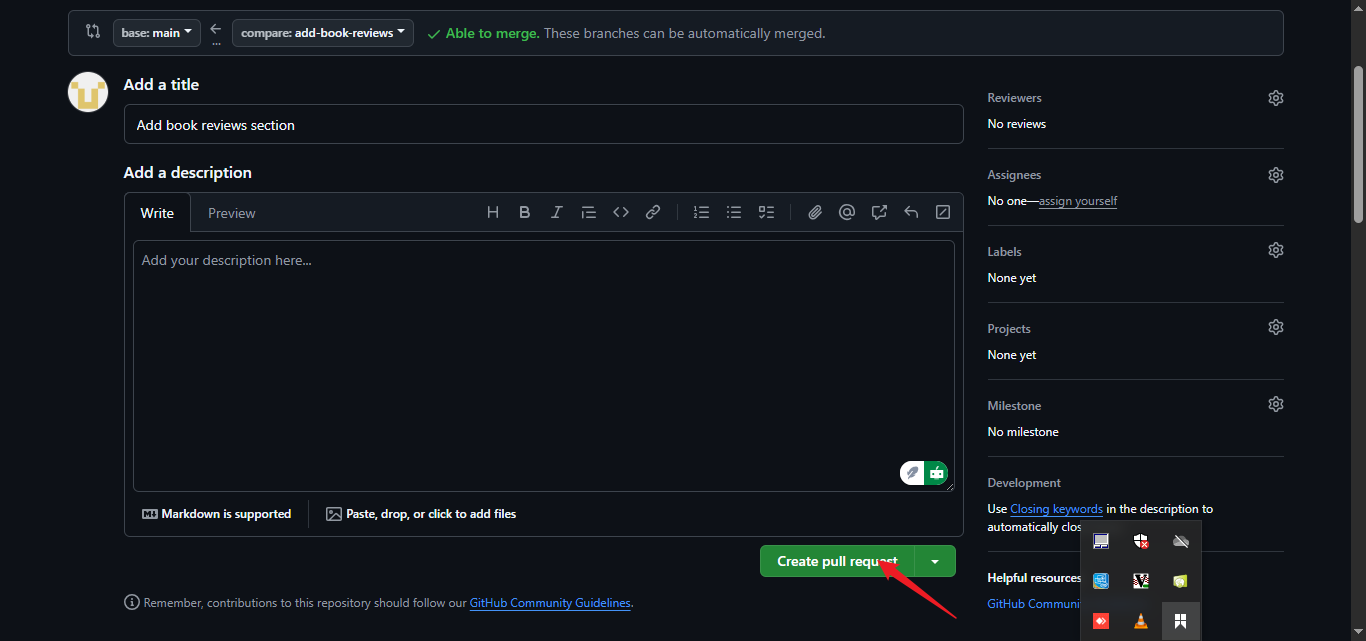 base: main
compare: add-book-reviews
Able to merge. These branches can be automatically merged.
Add a title
Add book reviews section
Add a description
Write
Preview
Add your description here...
Markdown is supported
Paste, drop, or click to add files
Create pull request
Remember, contributions to this repository should follow our GitHub Community Guidelines.
Reviewers
No reviews
Assignees
No one—assign yourself
Labels
None yet
Projects
None yet
Milestone
No milestone
Development
Use Closing keywords in the description to
automatically clos
Helpful resources
GitHub Communi